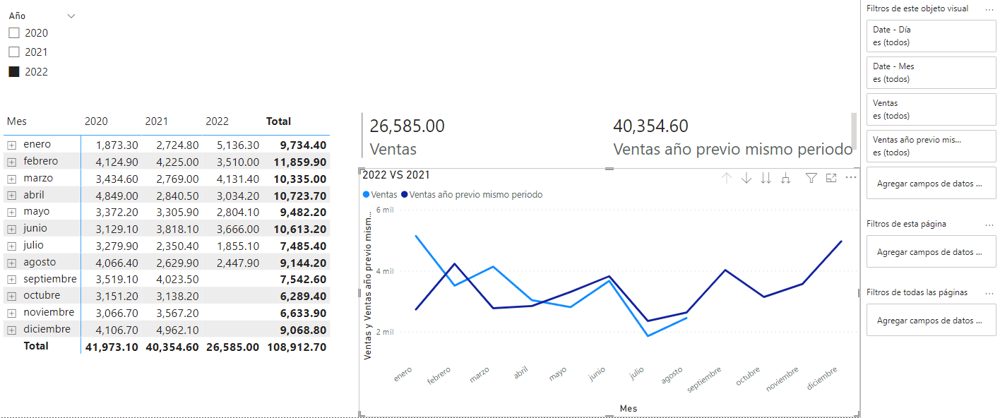 Año
2020
2021
2022
Mes 2020 2021 2022 Total
enero 1,873.30 2,724.80 5,136.30 9,734.40
febrero 4,124.90 4,225.00 3,510.00 11,859.90
marzo 3,434.60 2,769.00 4,131.40 10,335.00
abril 4,849.00 2,840.50 3,034.20 10,723.70
mayo 3,372.20 3,305.90 2,804.10 9,482.20
junio 3,129.10 3,818.10 3,666.00 10,613.20
julio 3,279.90 2,350.40 1,855.10 7,485.40
agosto 4,066.40 2,629.90 2,447.90 9,144.20
septiembre 3,519.10 4,023.50 7,542.60
octubre 3,151.20 3,138.20 6,289.40
noviembre 3,066.70 3,567.20 6,633.90
diciembre 4,106.70 4,962.10 9,068.80
Total 41,973.10 40,354.60 26,585.00 108,912.70
26,585.00
Ventas
40,354.60
Ventas año previo mismo periodo
2022 VS 2021
Ventas Ventas año previo mismo periodo
Ventas y Ventas año previo mism...
6 mil
4 mil
2 mil
enero febrero marzo abril mayo junio julio agosto septiembre octubre noviembre diciembre
Mes
Filtros de este objeto visual ...
Date - Día
es (todos)
Date - Mes
es (todos)
Ventas
es (todos)
Ventas año previo mis...
es (todos)
Agregar campos de datos ...
Filtros de esta página ...
Agregar campos de datos ...
Filtros de todas las páginas ...
Agregar campos de datos ...